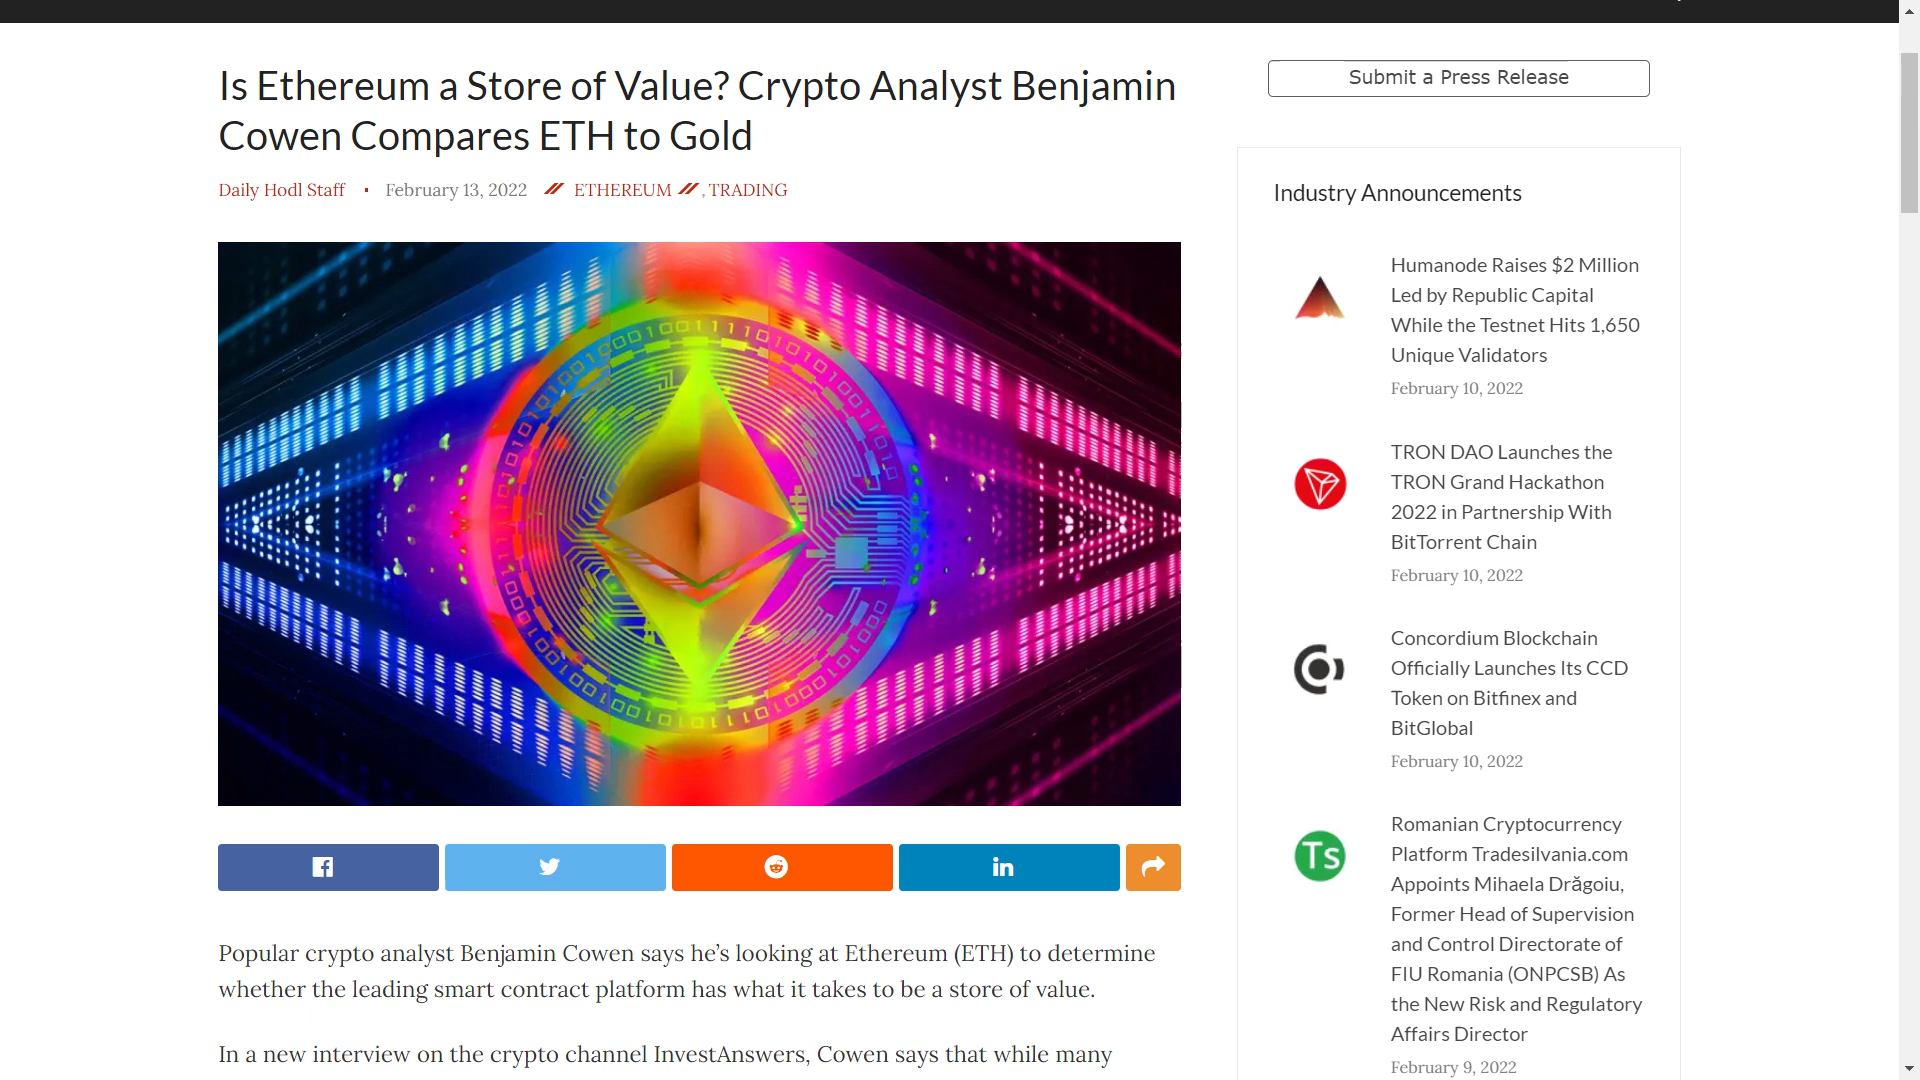 Is Ethereum a Store of Value? Crypto Analyst Benjamin
Cowen Compares ETH to Gold
Daily Hodl Staff ▪ February 13, 2022 ETHEREUM , TRADING
Popular crypto analyst Benjamin Cowen says he’s looking at Ethereum (ETH) to determine
whether the leading smart contract platform has what it takes to be a store of value.
In a new interview on the crypto channel InvestAnswers, Cowen says that while many
Submit a Press Release
Industry Announcements
Humanode Raises $2 Million
Led by Republic Capital
While the Testnet Hits 1,650
Unique Validators
February 10, 2022
TRON DAO Launches the
TRON Grand Hackathon
2022 in Partnership With
BitTorrent Chain
February 10, 2022
Concordium Blockchain
Officially Launches Its CCD
Token on Bitfinex and
BitGlobal
February 10, 2022
Ts
Romanian Cryptocurrency
Platform Tradesilvania.com
Appoints Mihaela Drăgoiu,
Former Head of Supervision
and Control Directorate of
FIU Romania (ONPCSB) As
the New Risk and Regulatory
Affairs Director
February 9, 2022